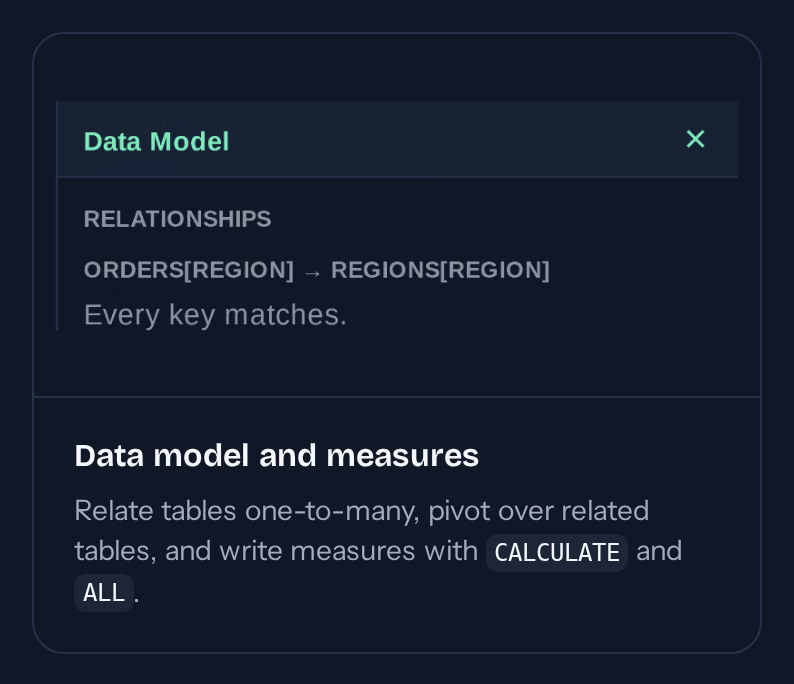 Data Model ✕
RELATIONSHIPS
ORDERS[REGION] → REGIONS[REGION]
Every key matches.
Data model and measures
Relate tables one-to-many, pivot over related
tables, and write measures with CALCULATE and
ALL.